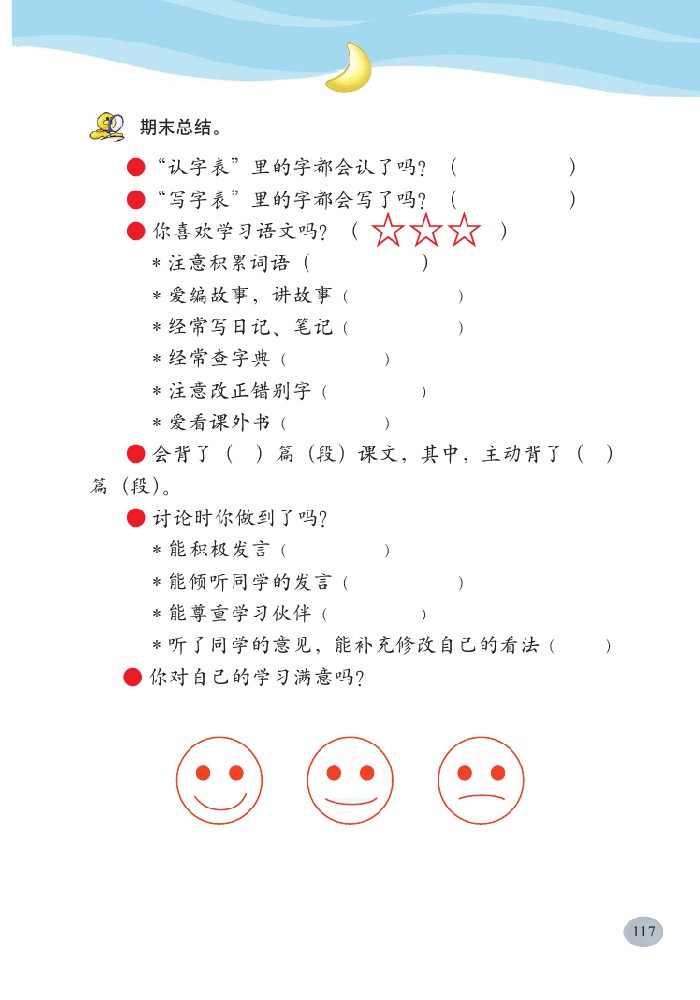 期末总结。
“认字表”里的字都会认了吗？（ ）
“写字表”里的字都会写了吗？（ ）
你喜欢学习语文吗？（☆☆☆）
*注意积累词语（ ）
*爱编故事，讲故事（ ）
*经常写日记、笔记（ ）
*经常查字典（ ）
*注意改正错别字（ ）
*爱看课外书（ ）
会背了（ ）篇（段）课文，其中，主动背了（ ）
篇（段）。
讨论时你做到了吗？
*能积极发言（ ）
*能倾听同学的发言（ ）
*能尊重学习伙伴（ ）
*听了同学的意见，能补充修改自己的看法（ ）
你对自己的学习满意吗？
117